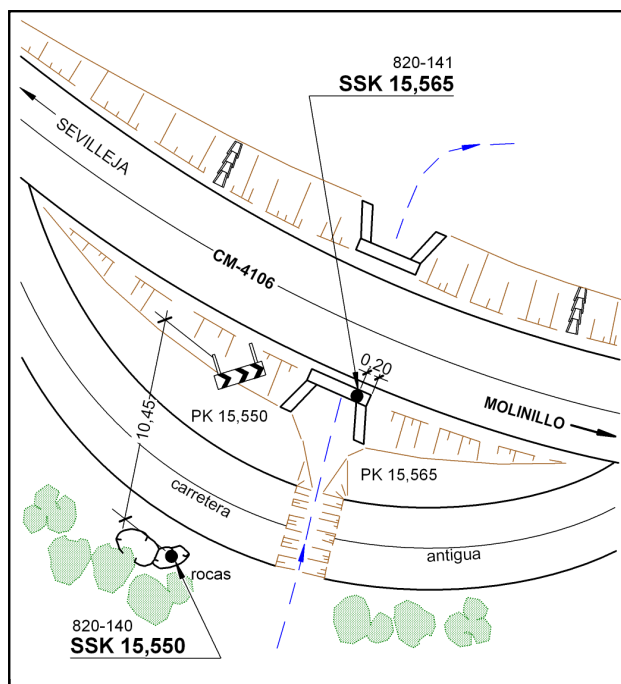 820-141
SSK 15,565
SEVILLEJA
CM-4106
0,20
MOLINILLO
10,45
PK 15,550
PK 15,565
carretera
antigua
rocas
820-140
SSK 15,550